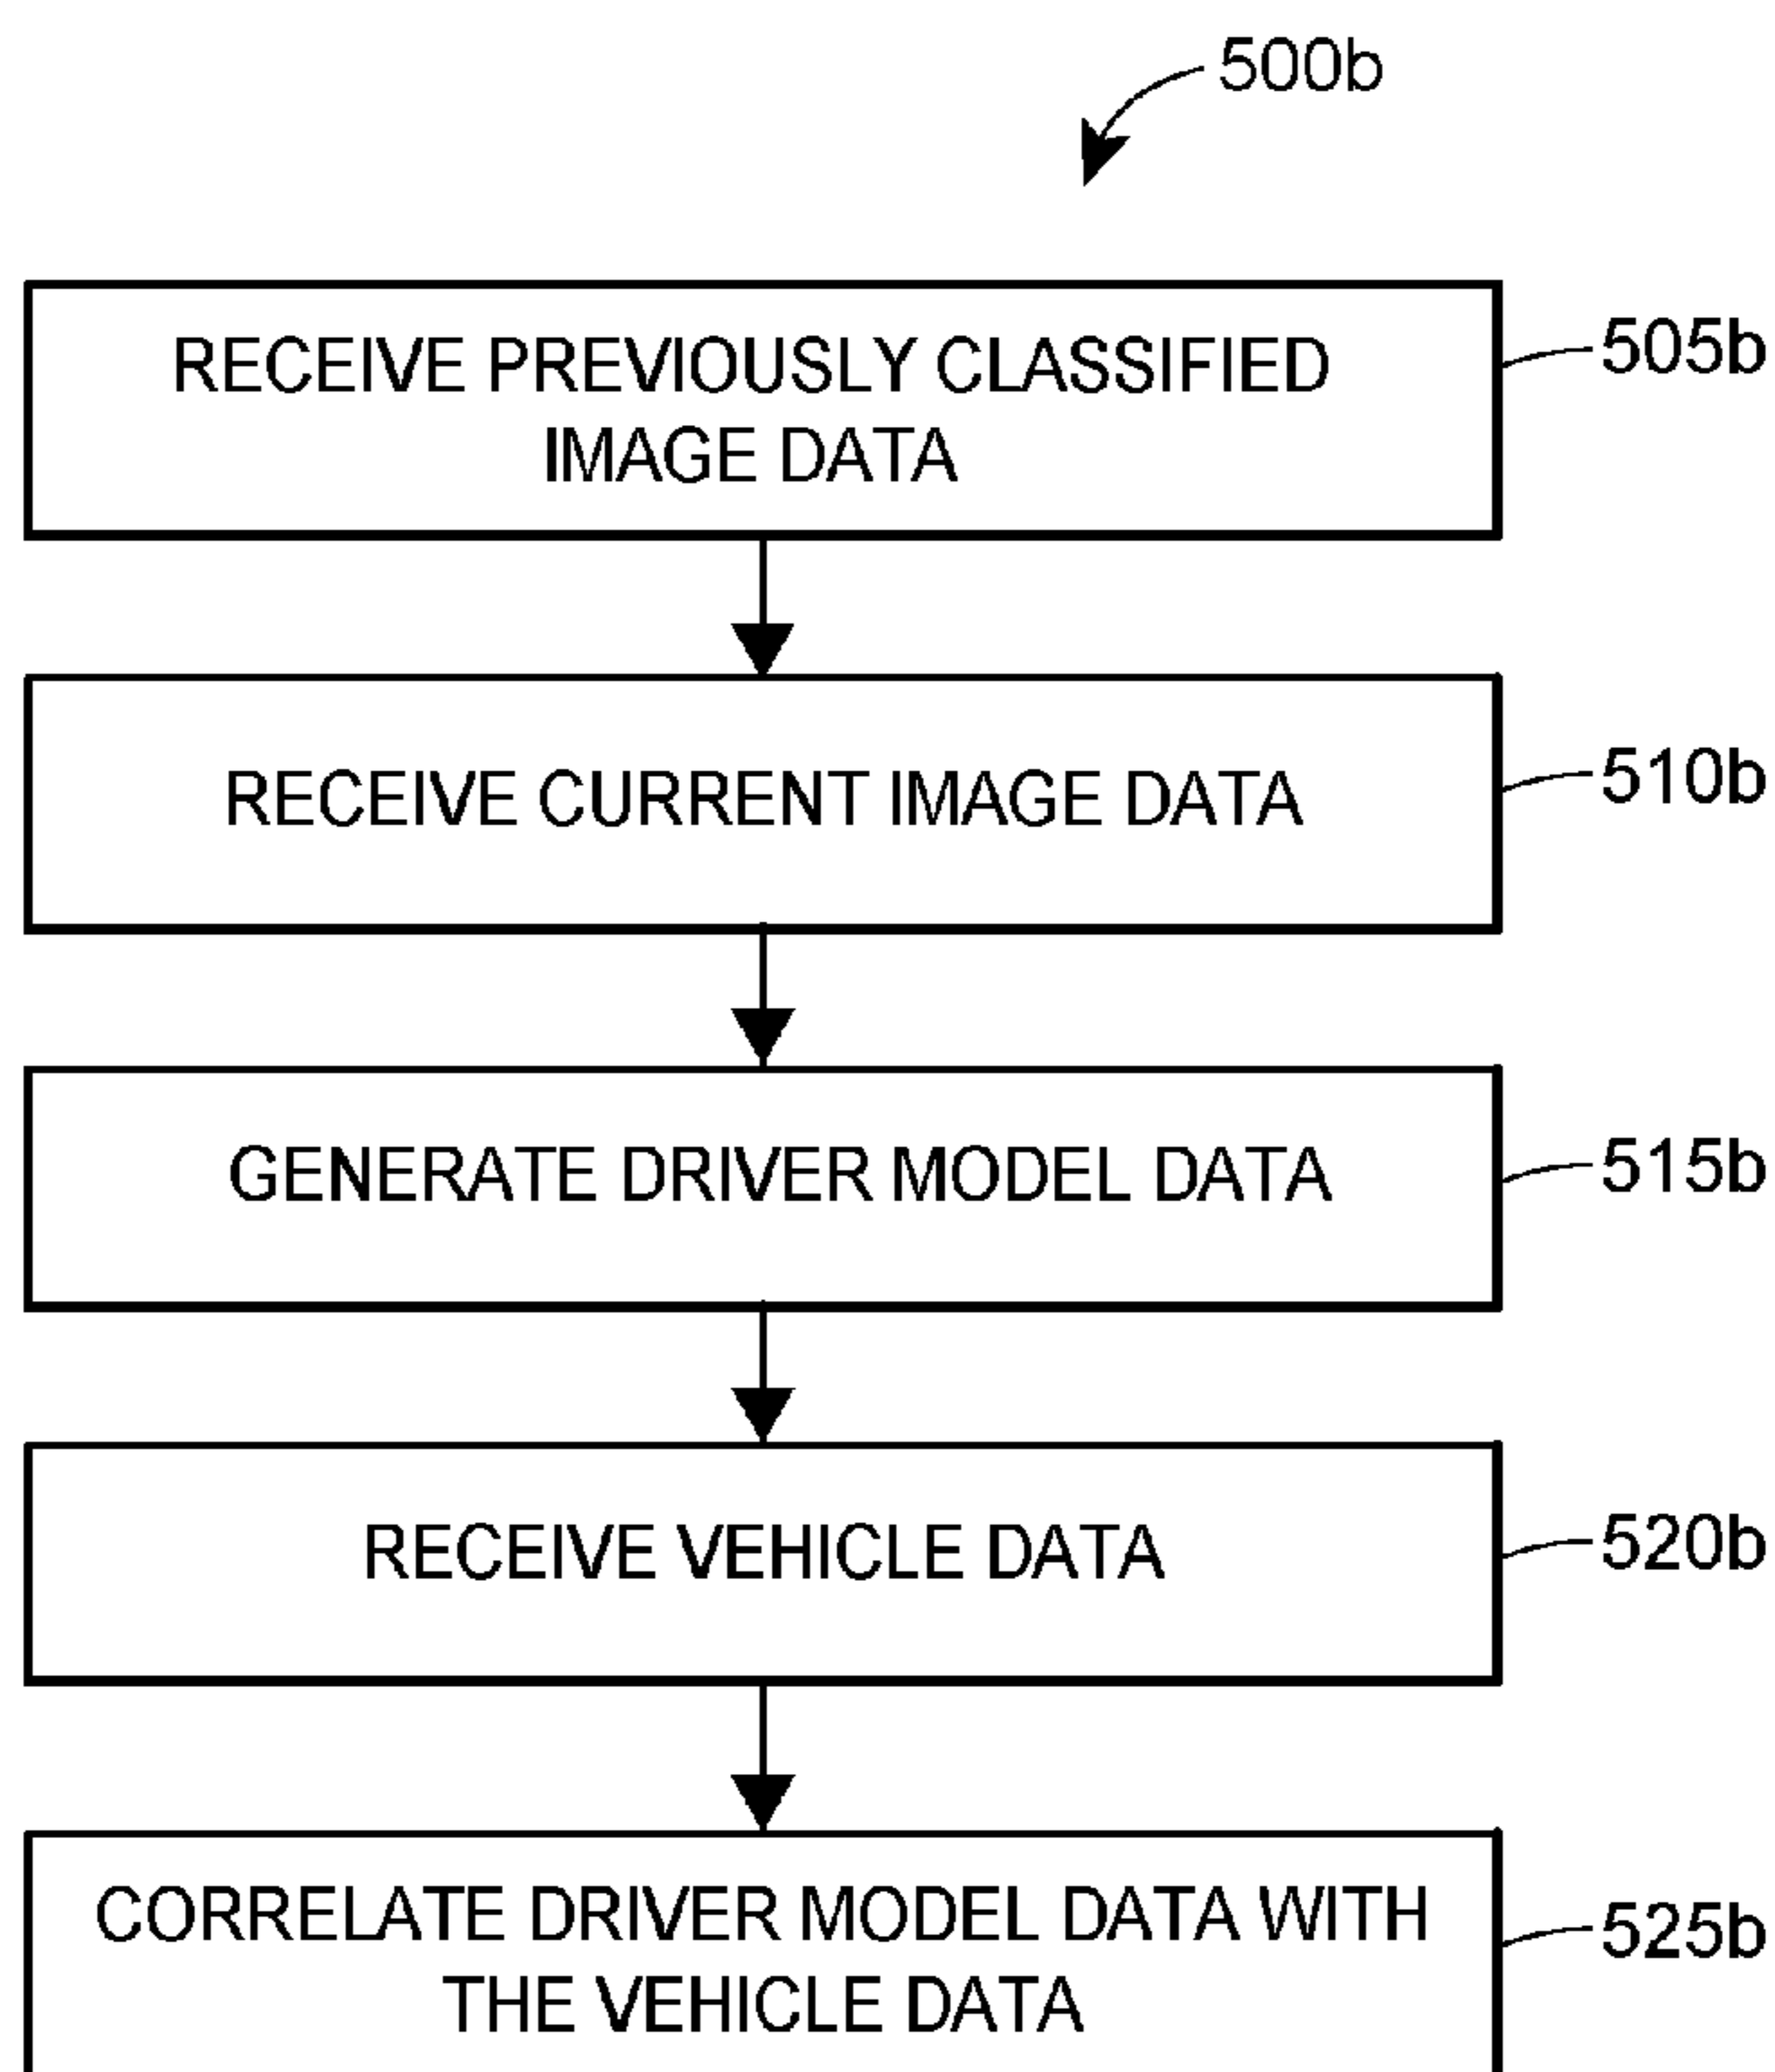 500b
RECEIVE PREVIOUSLY CLASSIFIED
IMAGE DATA
505b
RECEIVE CURRENT IMAGE DATA
510b
GENERATE DRIVER MODEL DATA
515b
RECEIVE VEHICLE DATA
520b
CORRELATE DRIVER MODEL DATA WITH
THE VEHICLE DATA
525b